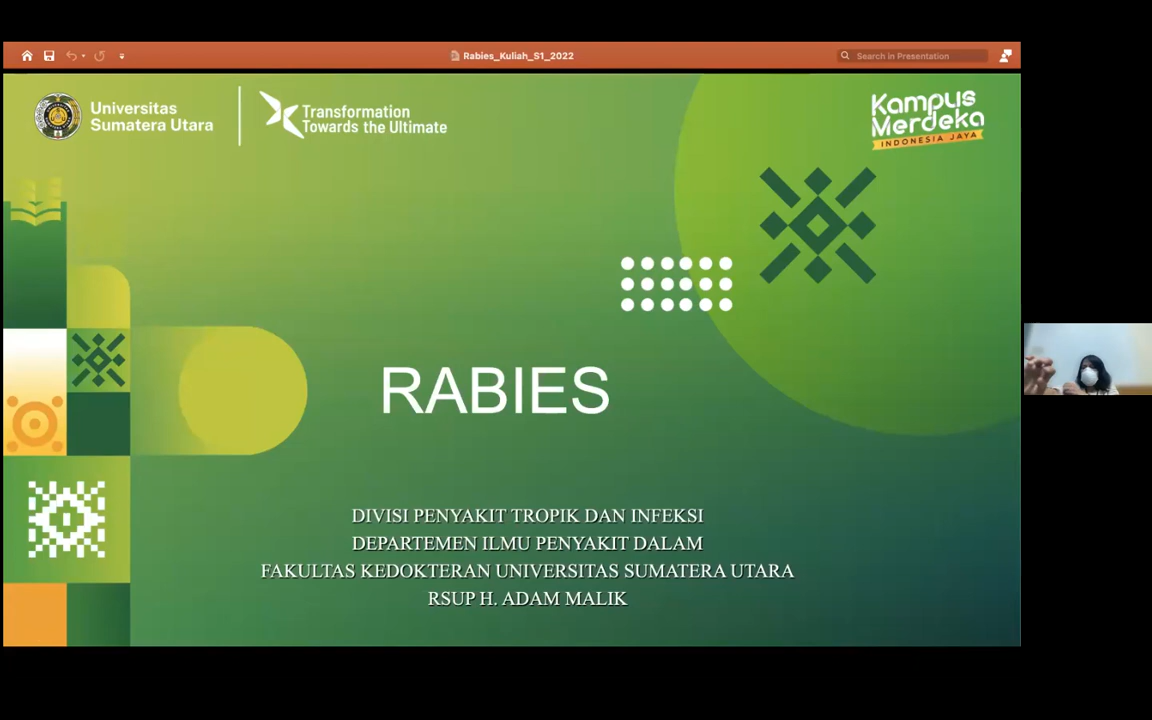 Rabies_Kuliah_S1_2022
Search in Presentation
Universitas
Sumatera Utara
Transformation
Towards the Ultimate
Kampus
Merdeka
INDONESIA JAYA
RABIES
DIVISI PENYAKIT TROPIK DAN INFEKSI
DEPARTEMEN ILMU PENYAKIT DALAM
FAKULTAS KEDOKTERAN UNIVERSITAS SUMATERA UTARA
RSUP H. ADAM MALIK